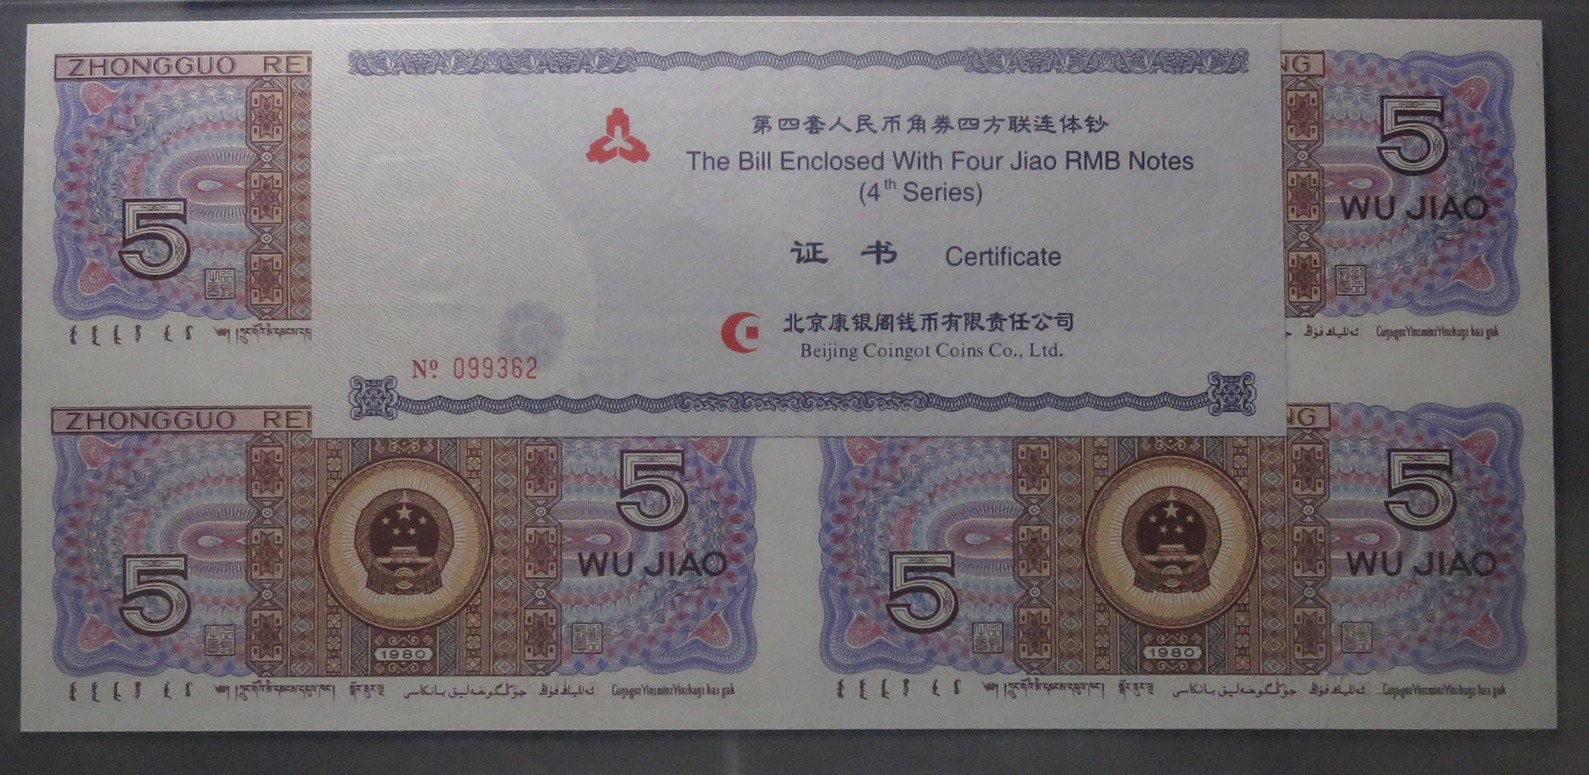 ZHONGGUO REN
第四套人民币角券四方联连体钞
The Bill Enclosed With Four Jiao RMB Notes
(4th Series)
证书 Certificate
北京康银阁钱币有限责任公司
Beijing Coingot Coins Co., Ltd.
Nº 099362
5
NG
5
WU JIAO
ZHONGGUO REN
NG
5
WU JIAO
5
1980
5
WU JIAO
5
1980